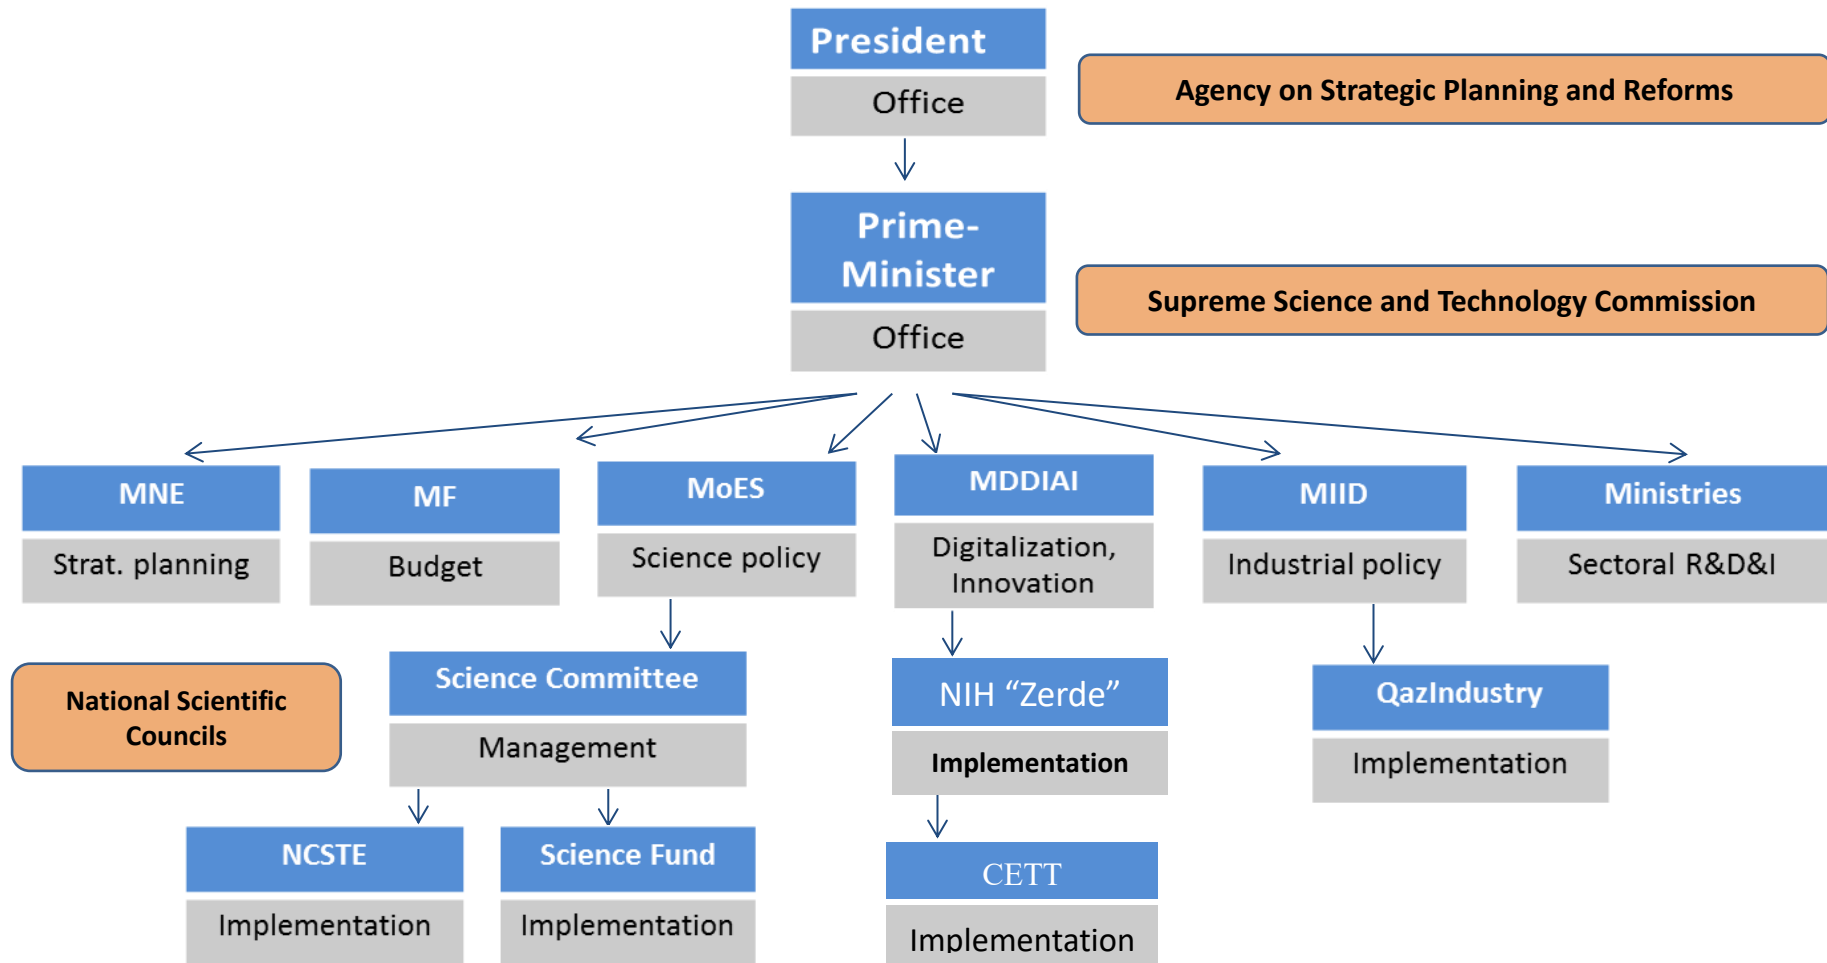 President
Office
Agency on Strategic Planning and Reforms
Prime-
Minister
Office
Supreme Science and Technology Commission
MNE
Strat. planning
MF
Budget
MoES
Science policy
MDDIAI
Digitalization,
Innovation
MIID
Industrial policy
Ministries
Sectoral R&D&I
National Scientific
Councils
Science Committee
Management
NIH “Zerde”
Implementation
QazIndustry
Implementation
NCSTE
Implementation
Science Fund
Implementation
CETT
Implementation